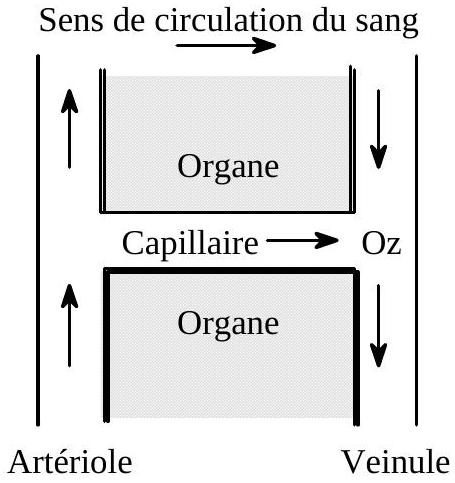 Sens de circulation du sang
Organe
Capillaire Oz
Organe
Artériole Veinule